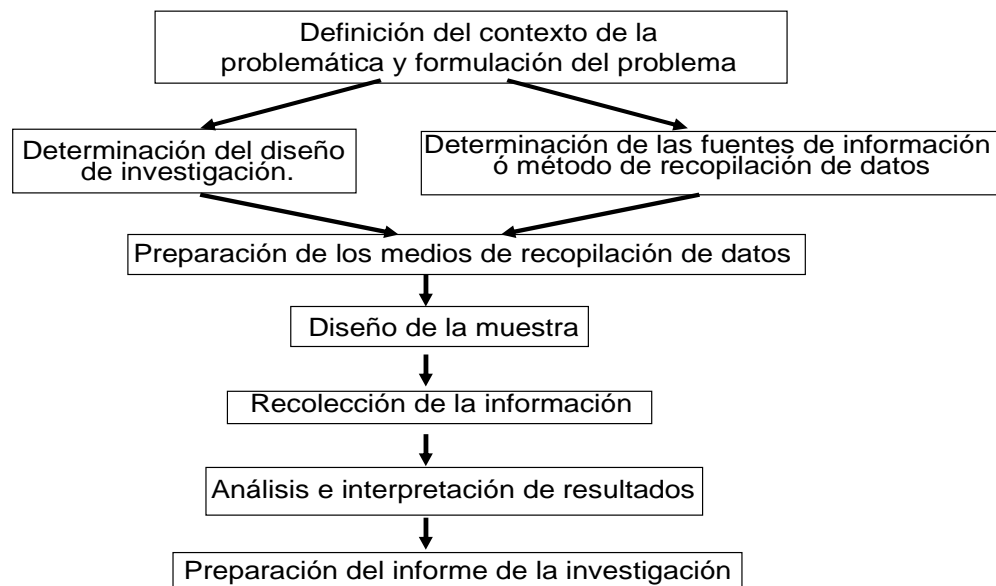 Definición del contexto de la
problemática y formulación del problema
Determinación del diseño
de investigación.
Determinación de las fuentes de información
ó método de recopilación de datos
Preparación de los medios de recopilación de datos
Diseño de la muestra
Recolección de la información
Análisis e interpretación de resultados
Preparación del informe de la investigación